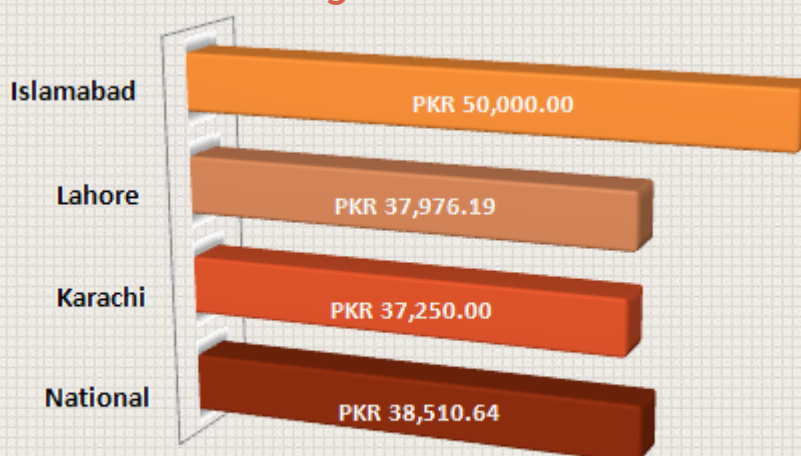 Islamabad PKR 50,000.00
Lahore PKR 37,976.19
Karachi PKR 37,250.00
National PKR 38,510.64